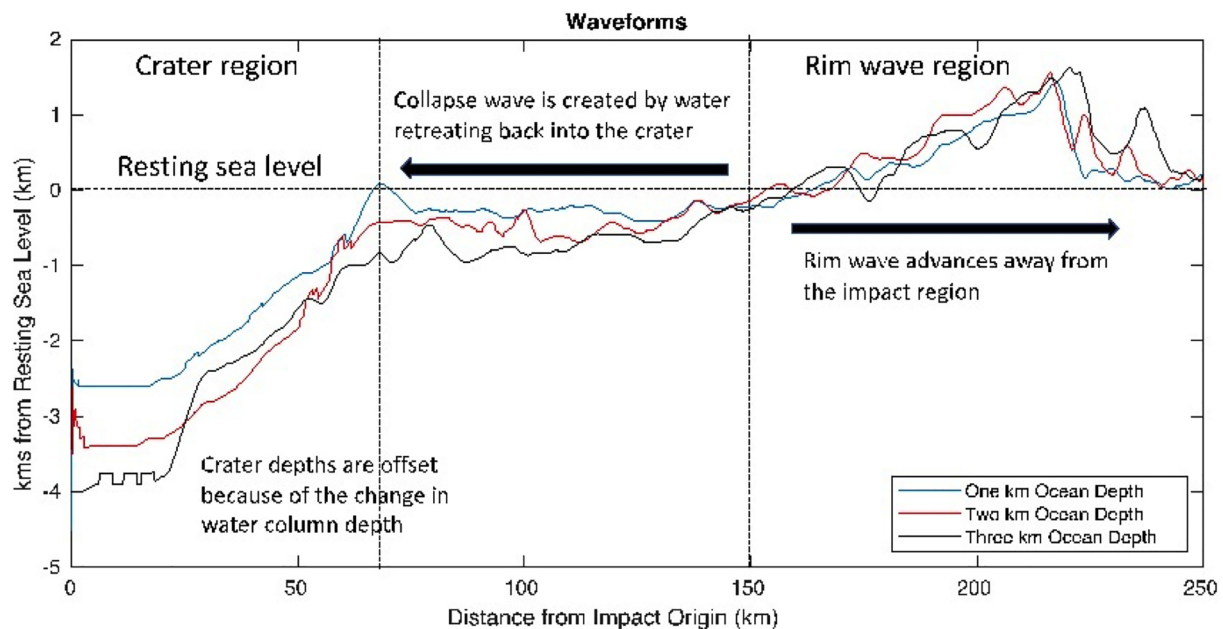 Waveforms
2
Crater region
Rim wave region
Collapse wave is created by water
retreating back into the crater
1
Resting sea level
0
-1
Rim wave advances away from
the impact region
-2
-3
Crater depths are offset
because of the change in
water column depth
-4
-5
One km Ocean Depth
Two km Ocean Depth
Three km Ocean Depth
kms from Resting Sea Level (km)
0 50 100 150 200 250
Distance from Impact Origin (km)